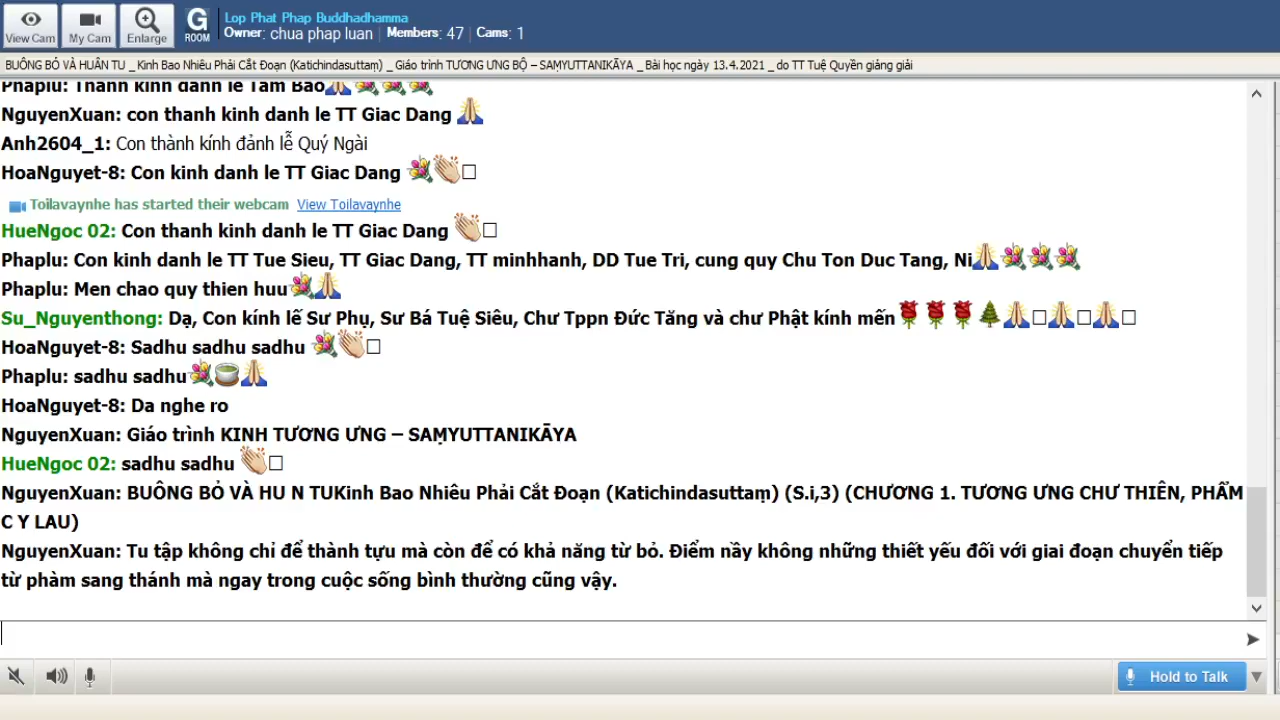 View Cam
My Cam
Enlarge
G
ROOM
Lop Phat Phap Buddhadhamma
Owner: chua phap luan
Members: 47
Cams: 1
BUÔNG BỎ VÀ HUÂN TU _ Kinh Bao Nhiêu Phải Cắt Đoạn (Katichindasuttaṃ) _ Giáo trình TƯƠNG ƯNG BỘ – SAṂYUTTANIKĀYA _ Bài học ngày 13.4.2021 _ do TT Tuệ Quyền giảng giải
Phaplu: Thanh kinh danh le Tam Bao
NguyenXuan: con thanh kinh danh le TT Giac Dang
Anh2604_1: Con thành kính đảnh lễ Quý Ngài
HoaNguyet-8: Con kinh danh le TT Giac Dang
Toilavaynhe has started their webcam View Toilavaynhe
HueNgoc 02: Con thanh kinh danh le TT Giac Dang
Phaplu: Con kinh danh le TT Tue Sieu, TT Giac Dang, TT minhhanh, DD Tue Tri, cung quy Chu Ton Duc Tang, Ni
Phaplu: Men chao quy thien huu
Su_Nguyenthong: Dạ, Con kính lế Sư Phụ, Sư Bá Tuệ Siêu, Chư Tppn Đức Tăng và chư Phật kính mến
HoaNguyet-8: Sadhu sadhu sadhu
Phaplu: sadhu sadhu
HoaNguyet-8: Da nghe ro
NguyenXuan: Giáo trình KINH TƯƠNG ƯNG – SAṂYUTTANIKĀYA
HueNgoc 02: sadhu sadhu
NguyenXuan: BUÔNG BỎ VÀ HU N TUKinh Bao Nhiêu Phải Cắt Đoạn (Katichindasuttaṃ) (S.i,3) (CHƯƠNG 1. TƯƠNG ƯNG CHƯ THIÊN, PHẨM
C Y LAU)
NguyenXuan: Tu tập không chỉ để thành tựu mà còn để có khả năng từ bỏ. Điểm nầy không những thiết yếu đối với giai đoạn chuyển tiếp
từ phàm sang thánh mà ngay trong cuộc sống bình thường cũng vậy.
Hold to Talk